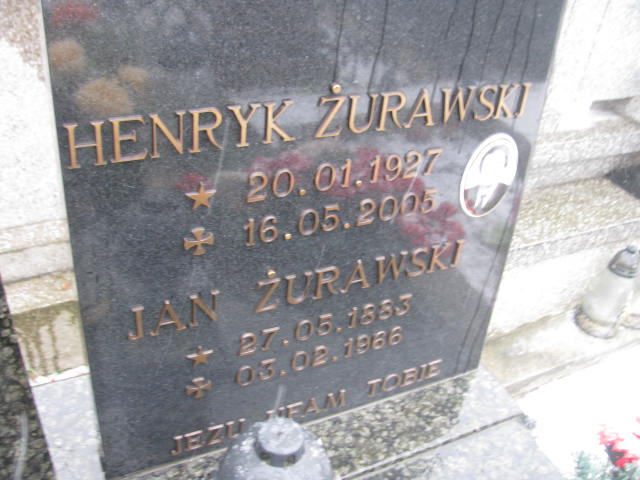 HENRYK ŻURAWSKI
20.01.1927
16.05.2005
JAN ŻURAWSKI
27.05.1883
03.02.1966
JEZU UFAM TOBIE